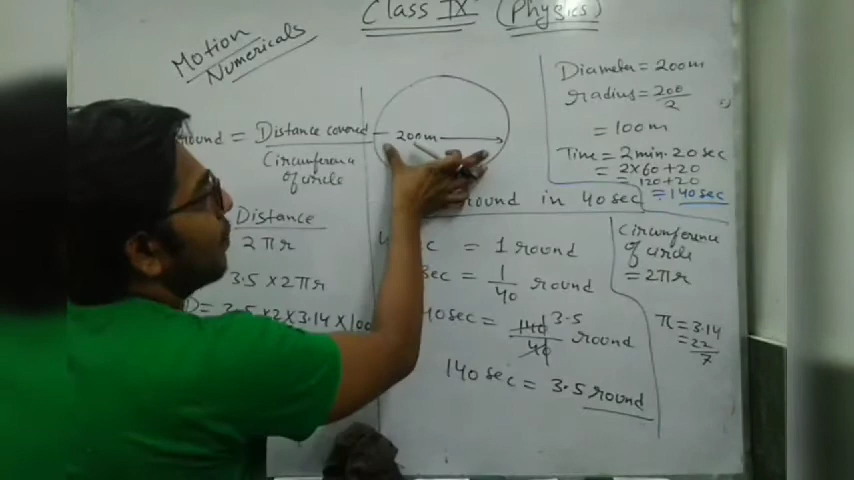 Class IX (Physics)
Motion
Numericals
round = Distance covered
Circumference
of circle
Distance
2πr
3.5 × 2πr
D = 3.5 × 2 × 3.14 × 100
200m
round in 40 sec
= 1 round
sec = 1/40 round
40 sec = 140/40 3.5 round
140 sec = 3.5 round
Diameter = 200m
radius = 200/2
= 100m
Time = 2 min. 20 sec
= 2×60+20
= 120+20
= 140 sec
Circumference
of circle
= 2πr
π = 3.14
= 22/7